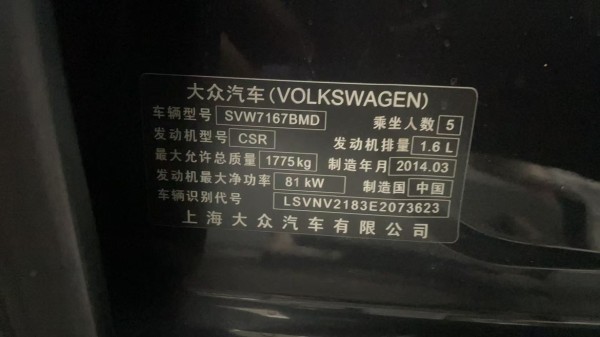 大众汽车(VOLKSWAGEN)
车辆型号 SVW7167BMD 乘坐人数 5
发动机型号 CSR 发动机排量 1.6 L
最大允许总质量 1775kg 制造年月 2014.03
发动机最大净功率 81 kW 制造国 中国
车辆识别代号 LSVNV2183E2073623
上海大众汽车有限公司